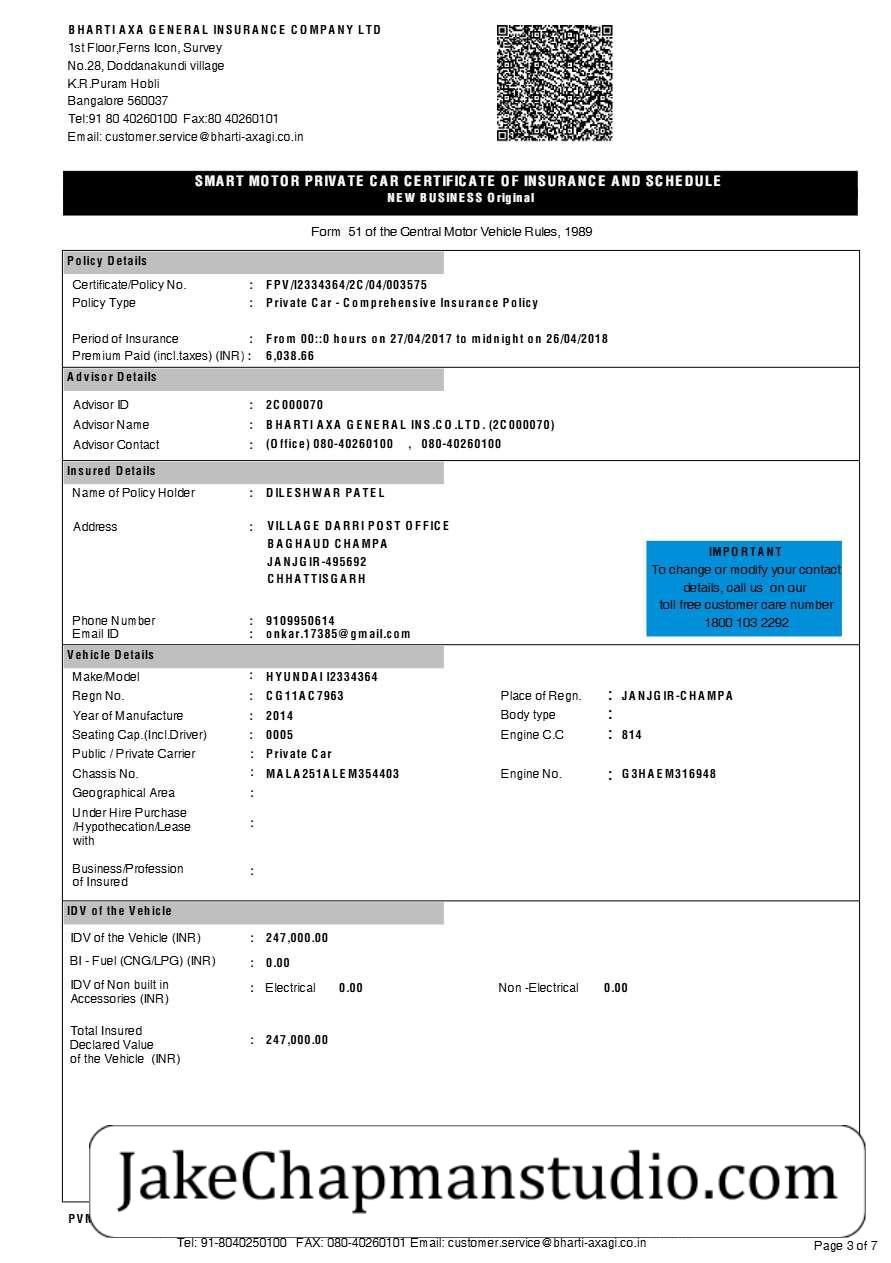 BHARTI AXA GENERAL INSURANCE COMPANY LTD
1st Floor,Ferns Icon, Survey
No.28, Doddanakundi village
K.R.Puram Hobli
Bangalore 560037
Tel:91 80 40260100 Fax:80 40260101
Email: customer.service@bharti-axagi.co.in
SMART MOTOR PRIVATE CAR CERTIFICATE OF INSURANCE AND SCHEDULE
NEW BUSINESS Original
Form 51 of the Central Motor Vehicle Rules, 1989
Policy Details
Certificate/Policy No. : FPV/I2334364/2C/04/003575
Policy Type : Private Car - Comprehensive Insurance Policy
Period of Insurance : From 00::0 hours on 27/04/2017 to midnight on 26/04/2018
Premium Paid (incl.taxes) (INR) : 6,038.66
Advisor Details
Advisor ID : 2C000070
Advisor Name : BHARTI AXA GENERAL INS.CO.LTD. (2C000070)
Advisor Contact : (Office) 080-40260100 , 080-40260100
Insured Details
Name of Policy Holder : DILESHWAR PATEL
Address : VILLAGE DARRI POST OFFICE
BAGHAUD CHAMPA
JANJGIR-495692
CHHATTISGARH
IMPORTANT
To change or modify your contact
details, call us on our
toll free customer care number
1800 103 2292
Phone Number : 9109950614
Email ID : onkar.17385@gmail.com
Vehicle Details
Make/Model : HYUNDAI I2334364
Regn No. : CG11AC7963 Place of Regn. : JANJGIR-CHAMPA
Year of Manufacture : 2014 Body type :
Seating Cap.(Incl.Driver) : 0005 Engine C.C : 814
Public / Private Carrier : Private Car
Chassis No. : MALA251ALEM354403 Engine No. : G3HAEM316948
Geographical Area :
Under Hire Purchase
/Hypothecation/Lease :
with
Business/Profession :
of Insured
IDV of the Vehicle
IDV of the Vehicle (INR) : 247,000.00
BI - Fuel (CNG/LPG) (INR) : 0.00
IDV of Non built in : Electrical 0.00 Non -Electrical 0.00
Accessories (INR)
Total Insured
Declared Value : 247,000.00
of the Vehicle (INR)
JakeChapmanstudio.com
Tel: 91-8040250100 FAX: 080-40260101 Email: customer.service@bharti-axagi.co.in
Page 3 of 7